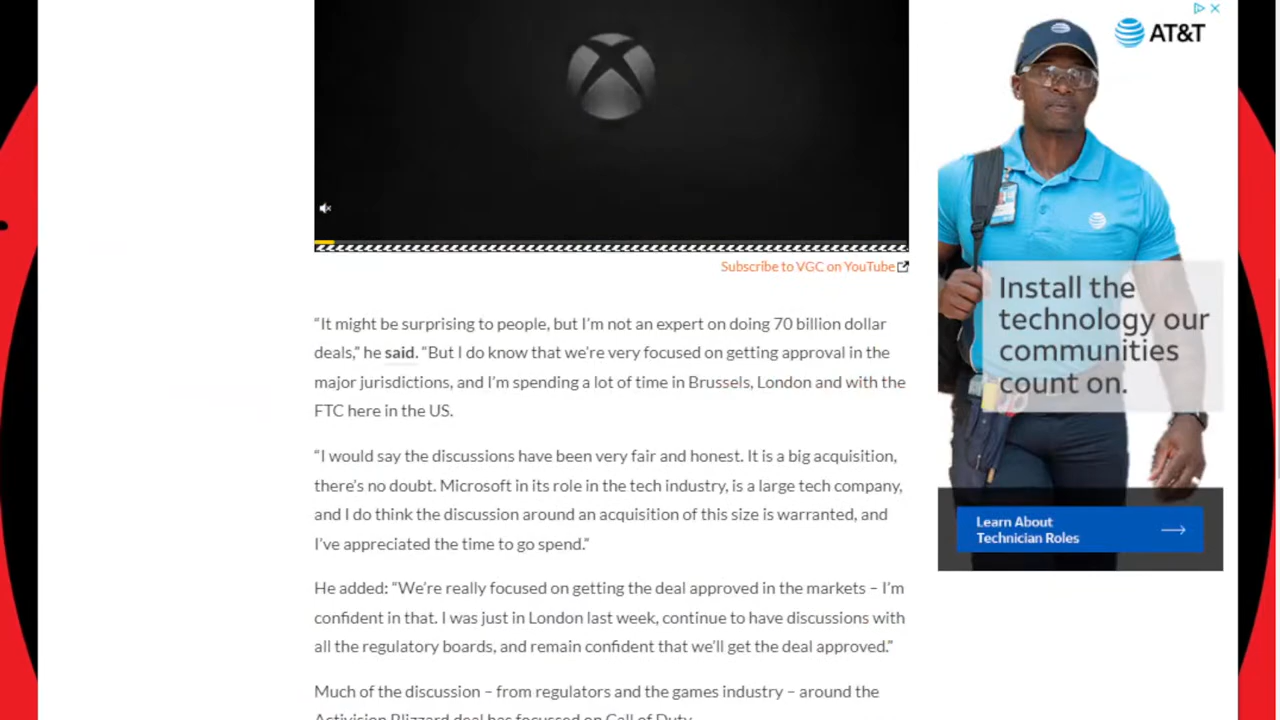 AT&T
Subscribe to VGC on YouTube
“It might be surprising to people, but I’m not an expert on doing 70 billion dollar
deals,” he said. “But I do know that we’re very focused on getting approval in the
major jurisdictions, and I’m spending a lot of time in Brussels, London and with the
FTC here in the US.
“I would say the discussions have been very fair and honest. It is a big acquisition,
there’s no doubt. Microsoft in its role in the tech industry, is a large tech company,
and I do think the discussion around an acquisition of this size is warranted, and
I’ve appreciated the time to go spend.”
He added: “We’re really focused on getting the deal approved in the markets – I’m
confident in that. I was just in London last week, continue to have discussions with
all the regulatory boards, and remain confident that we’ll get the deal approved.”
Much of the discussion – from regulators and the games industry – around the
Activision Blizzard deal has focussed on Call of Duty
Install the
technology our
communities
count on.
Learn About
Technician Roles